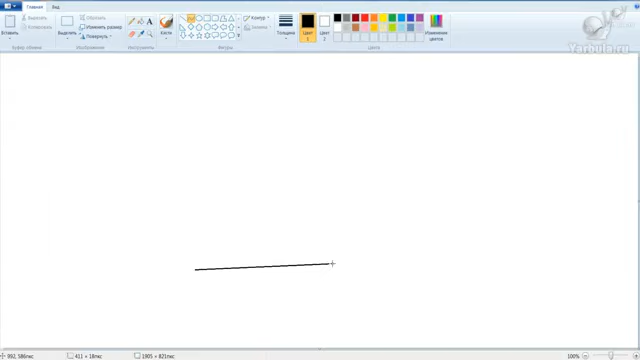 Главная Вид
Вырезать
Вставить
Буфер обмена
Выделить
Обрезать
Изменить размер
Повернуть
Изображение
Инструменты
Кисти
Контур
Заливка
Фигуры
Толщина
Цвет 1
Цвет 2
Изменение цветов
Цвета
Yarbula.ru
992, 586пкс
411 × 18пкс
1905 × 821пкс
100%